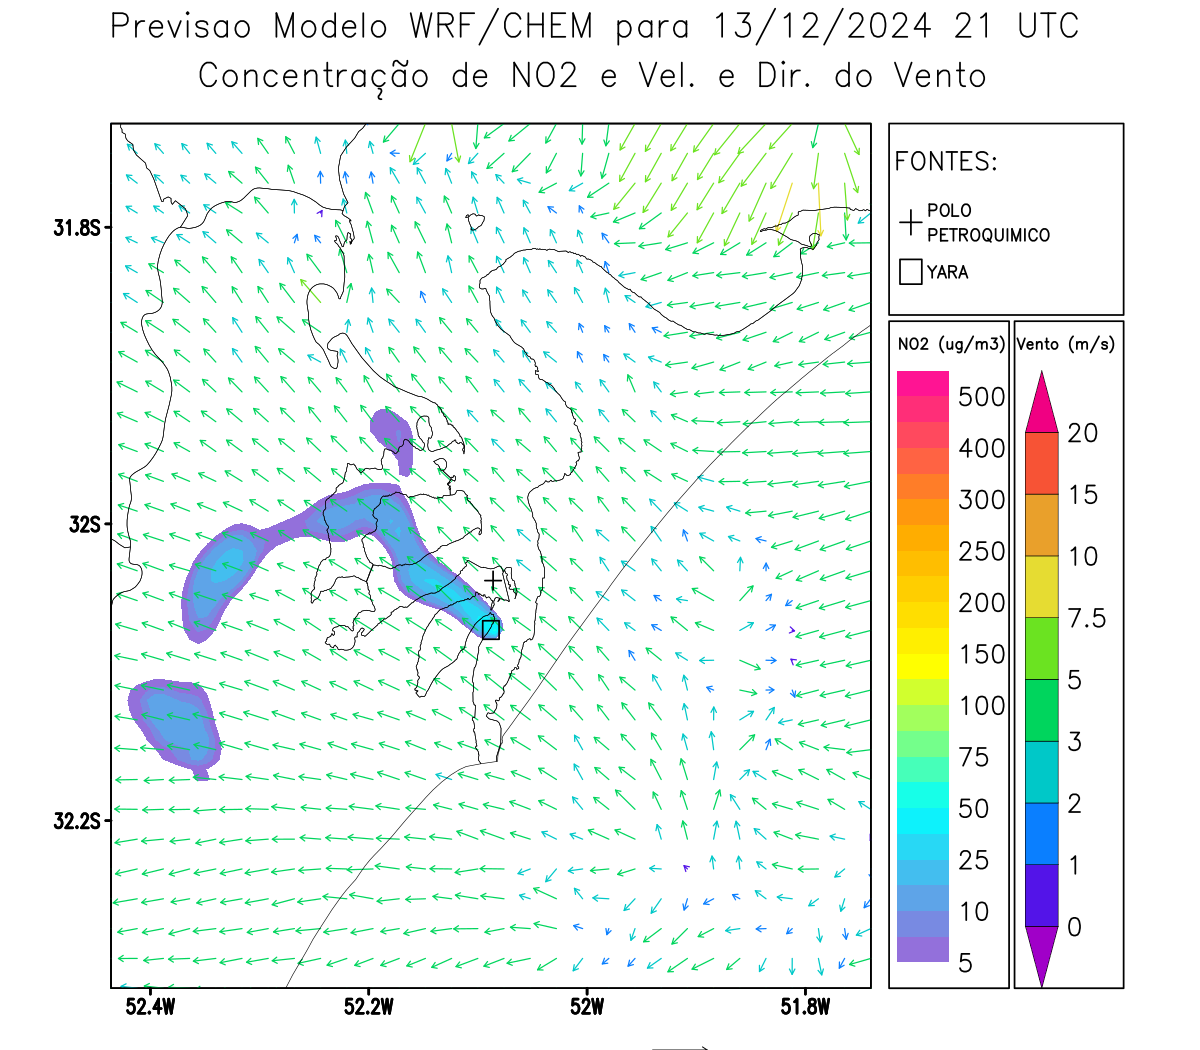 Previsao Modelo WRF/CHEM para 13/12/2024 21 UTC
Concentração de NO2 e Vel. e Dir. do Vento
FONTES:
POLO
PETROQUIMICO
YARA
31.8S
32S
32.2S
52.4W
52.2W
52W
51.8W
NO2 (ug/m3)
500
400
300
250
200
150
100
75
50
25
10
5
Vento (m/s)
20
15
10
7.5
5
3
2
1
0